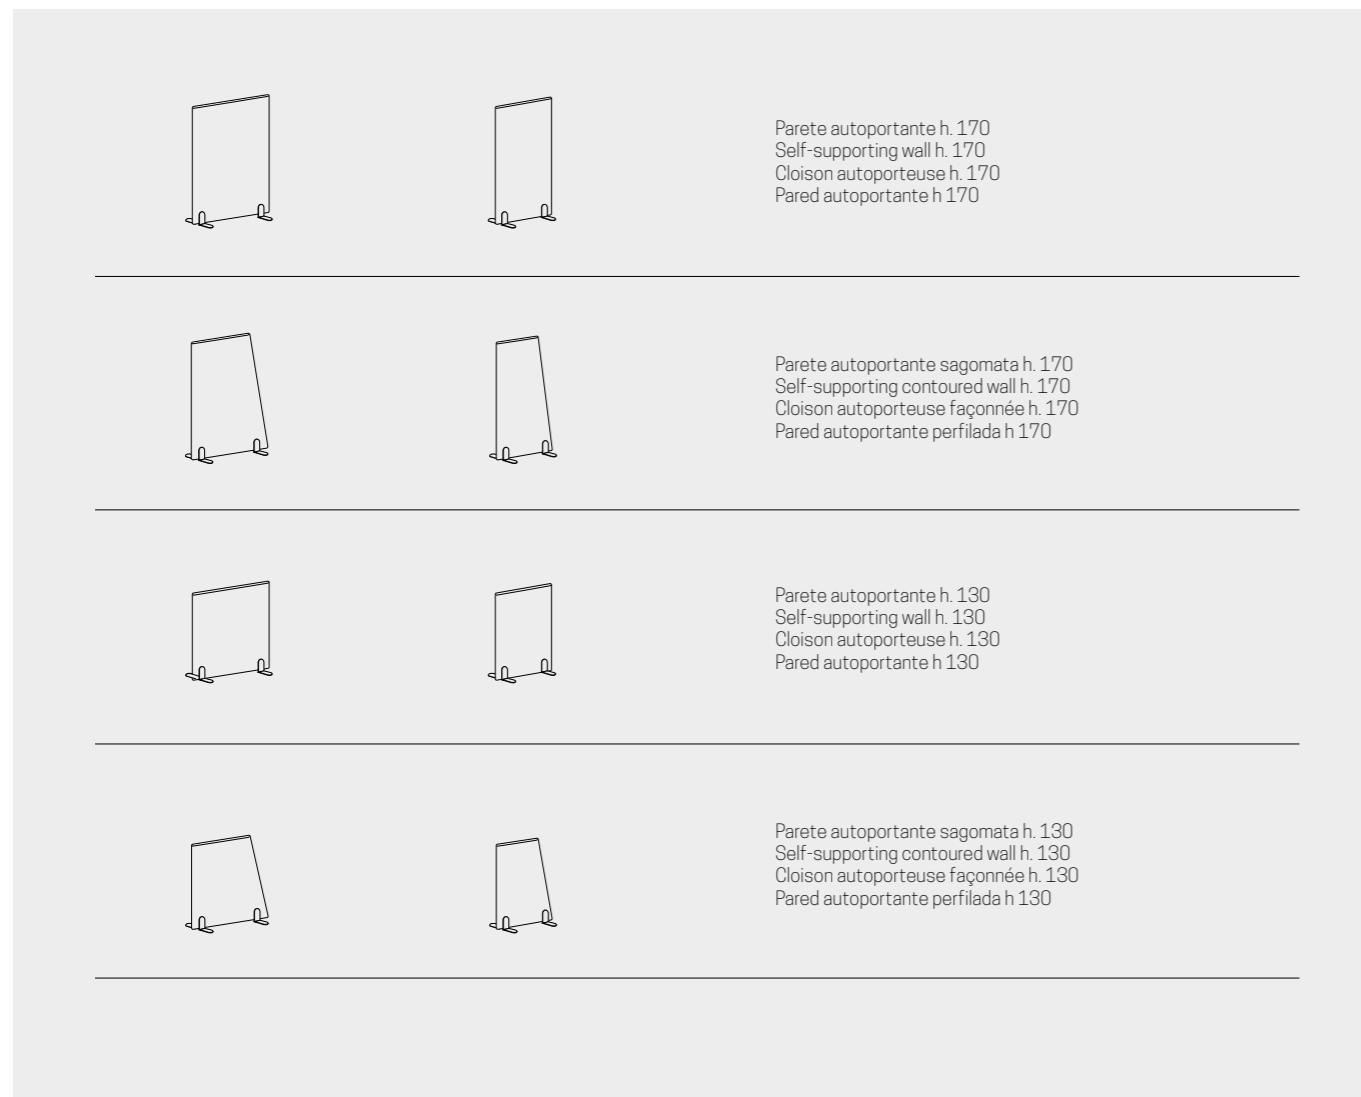 Parete autoportante h. 170
Self-supporting wall h. 170
Cloison autoporteuse h. 170
Pared autoportante h 170
Parete autoportante sagomata h. 170
Self-supporting contoured wall h. 170
Cloison autoporteuse façonnée h. 170
Pared autoportante perfilada h 170
Parete autoportante h. 130
Self-supporting wall h. 130
Cloison autoporteuse h. 130
Pared autoportante h 130
Parete autoportante sagomata h. 130
Self-supporting contoured wall h. 130
Cloison autoporteuse façonnée h. 130
Pared autoportante perfilada h 130